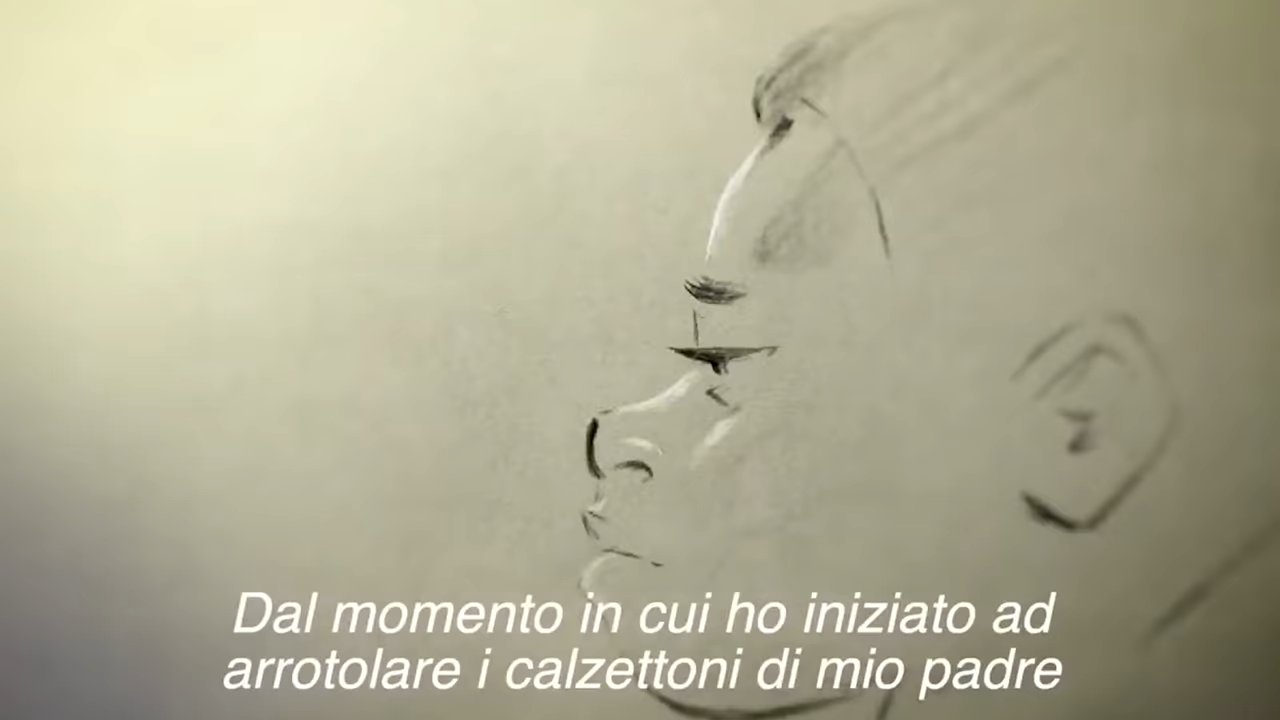 Dal momento in cui ho iniziato ad
arrotolare i calzettoni di mio padre